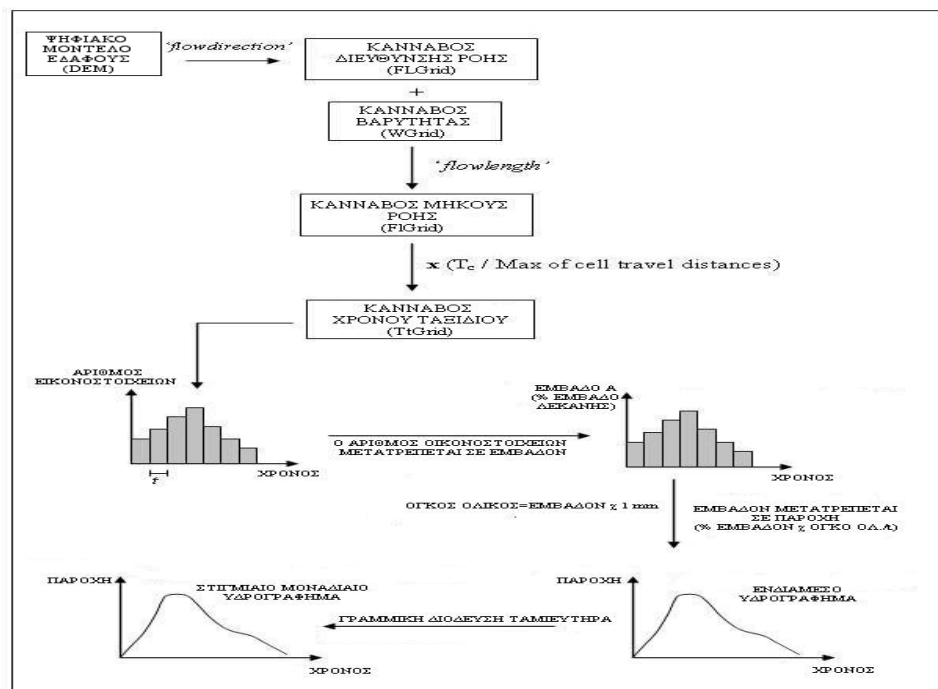 ΨΗΦΙΑΚΟ
ΜΟΝΤΕΛΟ
ΕΔΑΦΟΥΣ
(DEM)
‘flowdirection’
ΚΑΝΝΑΒΟΣ
ΔΙΕΥΘΥΝΣΗΣ ΡΟΗΣ
(FLGrid)
+
ΚΑΝΝΑΒΟΣ
ΒΑΡΥΤΗΤΑΣ
(WGrid)
‘flowlength’
ΚΑΝΝΑΒΟΣ ΜΗΚΟΥΣ
ΡΟΗΣ
(FlGrid)
x (Tc / Max of cell travel distances)
ΚΑΝΝΑΒΟΣ
ΧΡΟΝΟΥ ΤΑΞΙΔΙΟΥ
(TtGrid)
ΑΡΙΘΜΟΣ
ΕΙΚΟΝΟΣΤΟΙΧΕΙΩΝ
ΧΡΟΝΟΣ
t
Ο ΑΡΙΘΜΟΣ ΟΙΚΟΝΟΣΤΟΙΧΕΙΩΝ
ΜΕΤΑΤΡΕΠΕΤΑΙ ΣΕ ΕΜΒΑΔΟΝ
ΕΜΒΑΔΟ Α
(% ΕΜΒΑΔΟ
ΛΕΚΑΝΗΣ)
ΧΡΟΝΟΣ
ΟΓΚΟΣ ΟΛΙΚΟΣ=ΕΜΒΑΔΟΝ χ 1 mm
ΕΜΒΑΔΟΝ ΜΕΤΑΤΡΕΠΕΤΑΙ
ΣΕ ΠΑΡΟΧΗ
(% ΕΜΒΑΔΟΝ χ ΟΓΚΟ ΟΛ./t)
ΠΑΡΟΧΗ
ΣΤΙΓΜΙΑΙΟ ΜΟΝΑΔΙΑΙΟ
ΥΔΡΟΓΡΑΦΗΜΑ
ΧΡΟΝΟΣ
ΓΡΑΜΜΙΚΗ ΔΙΟΔΕΥΣΗ ΤΑΜΙΕΥΤΗΡΑ
ΠΑΡΟΧΗ
ΕΝΔΙΑΜΕΣΟ
ΥΔΡΟΓΡΑΦΗΜΑ
ΧΡΟΝΟΣ